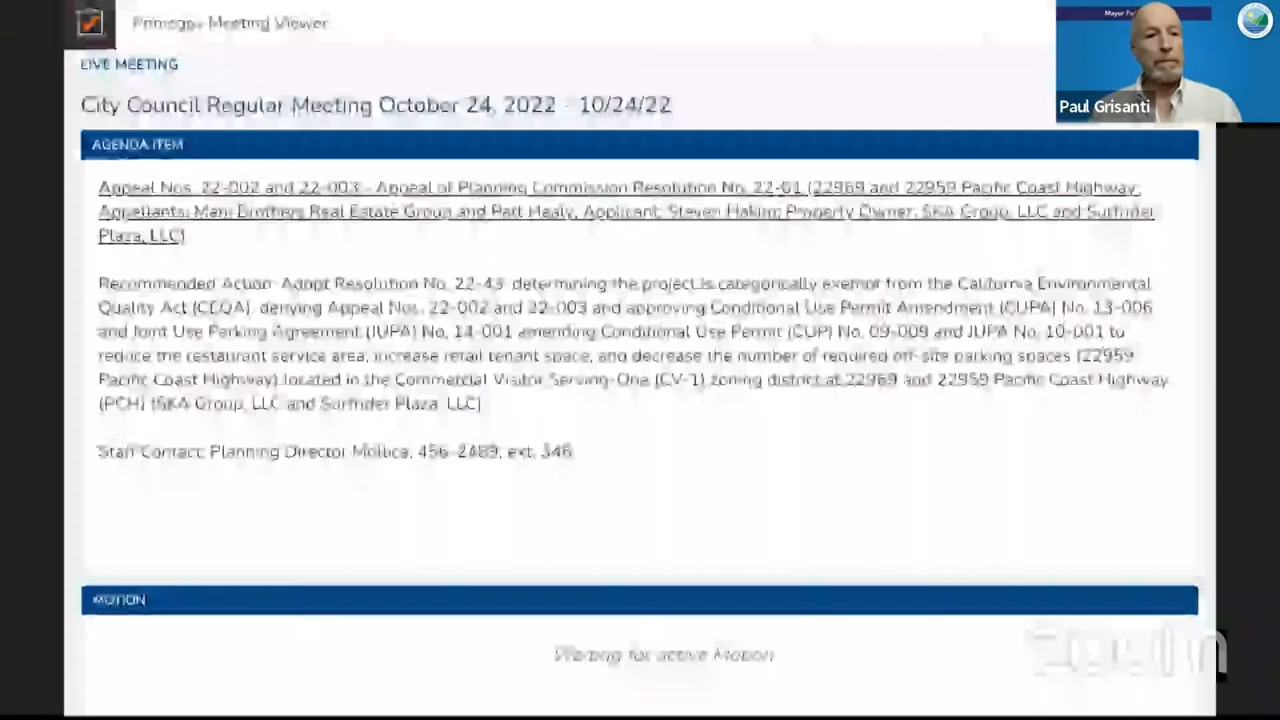 Primegov Meeting Viewer
Mayor
LIVE MEETING
City Council Regular Meeting October 24, 2022 - 10/24/22
Paul Grisanti
AGENDA ITEM
Appeal Nos. 22-002 and 22-003 - Appeal of Planning Commission Resolution No. 22-01 (22969 and 22959 Pacific Coast Highway;
Appellants: Mani Brothers Real Estate Group and Patt Healy; Applicant: Steven Hakim; Property Owner: SKA Group, LLC and Surfrider
Plaza, LLC)
Recommended Action: Adopt Resolution No. 22-43 determining the project is categorically exempt from the California Environmental
Quality Act (CEQA), denying Appeal Nos. 22-002 and 22-003 and approving Conditional Use Permit Amendment (CUPA) No. 13-006
and Joint Use Parking Agreement (JUPA) No. 14-001 amending Conditional Use Permit (CUP) No. 09-009 and JUPA No. 10-001 to
reduce the restaurant service area, increase retail tenant space, and decrease the number of required off-site parking spaces (22959
Pacific Coast Highway) located in the Commercial Visitor Serving-One (CV-1) zoning district at 22969 and 22959 Pacific Coast Highway
(PCH) (SKA Group, LLC and Surfrider Plaza, LLC)
Staff Contact: Planning Director Mollica, 456-2489, ext. 346
MOTION
Waiting for active Motion
zoom